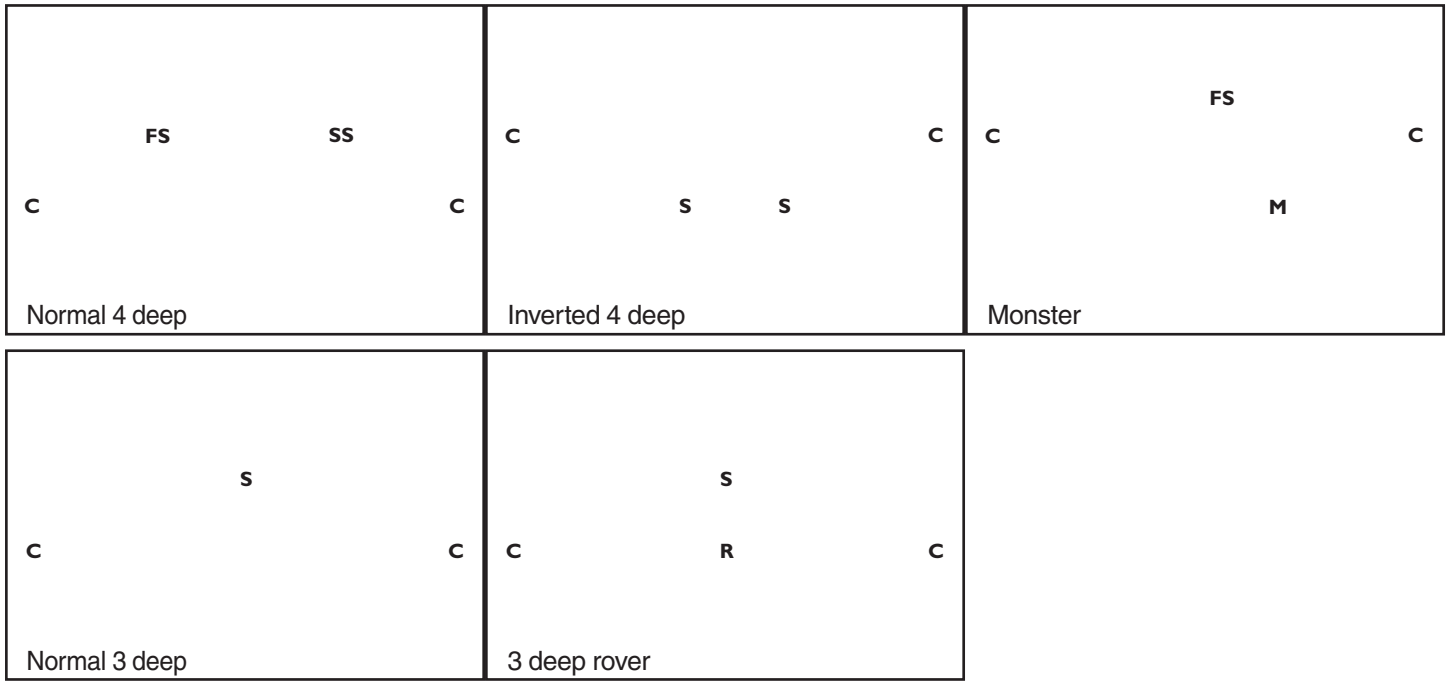 FS SS
C C
Normal 4 deep
C C
S S
Inverted 4 deep
FS
C C
M
Monster
S
C C
Normal 3 deep
S
C R C
3 deep rover